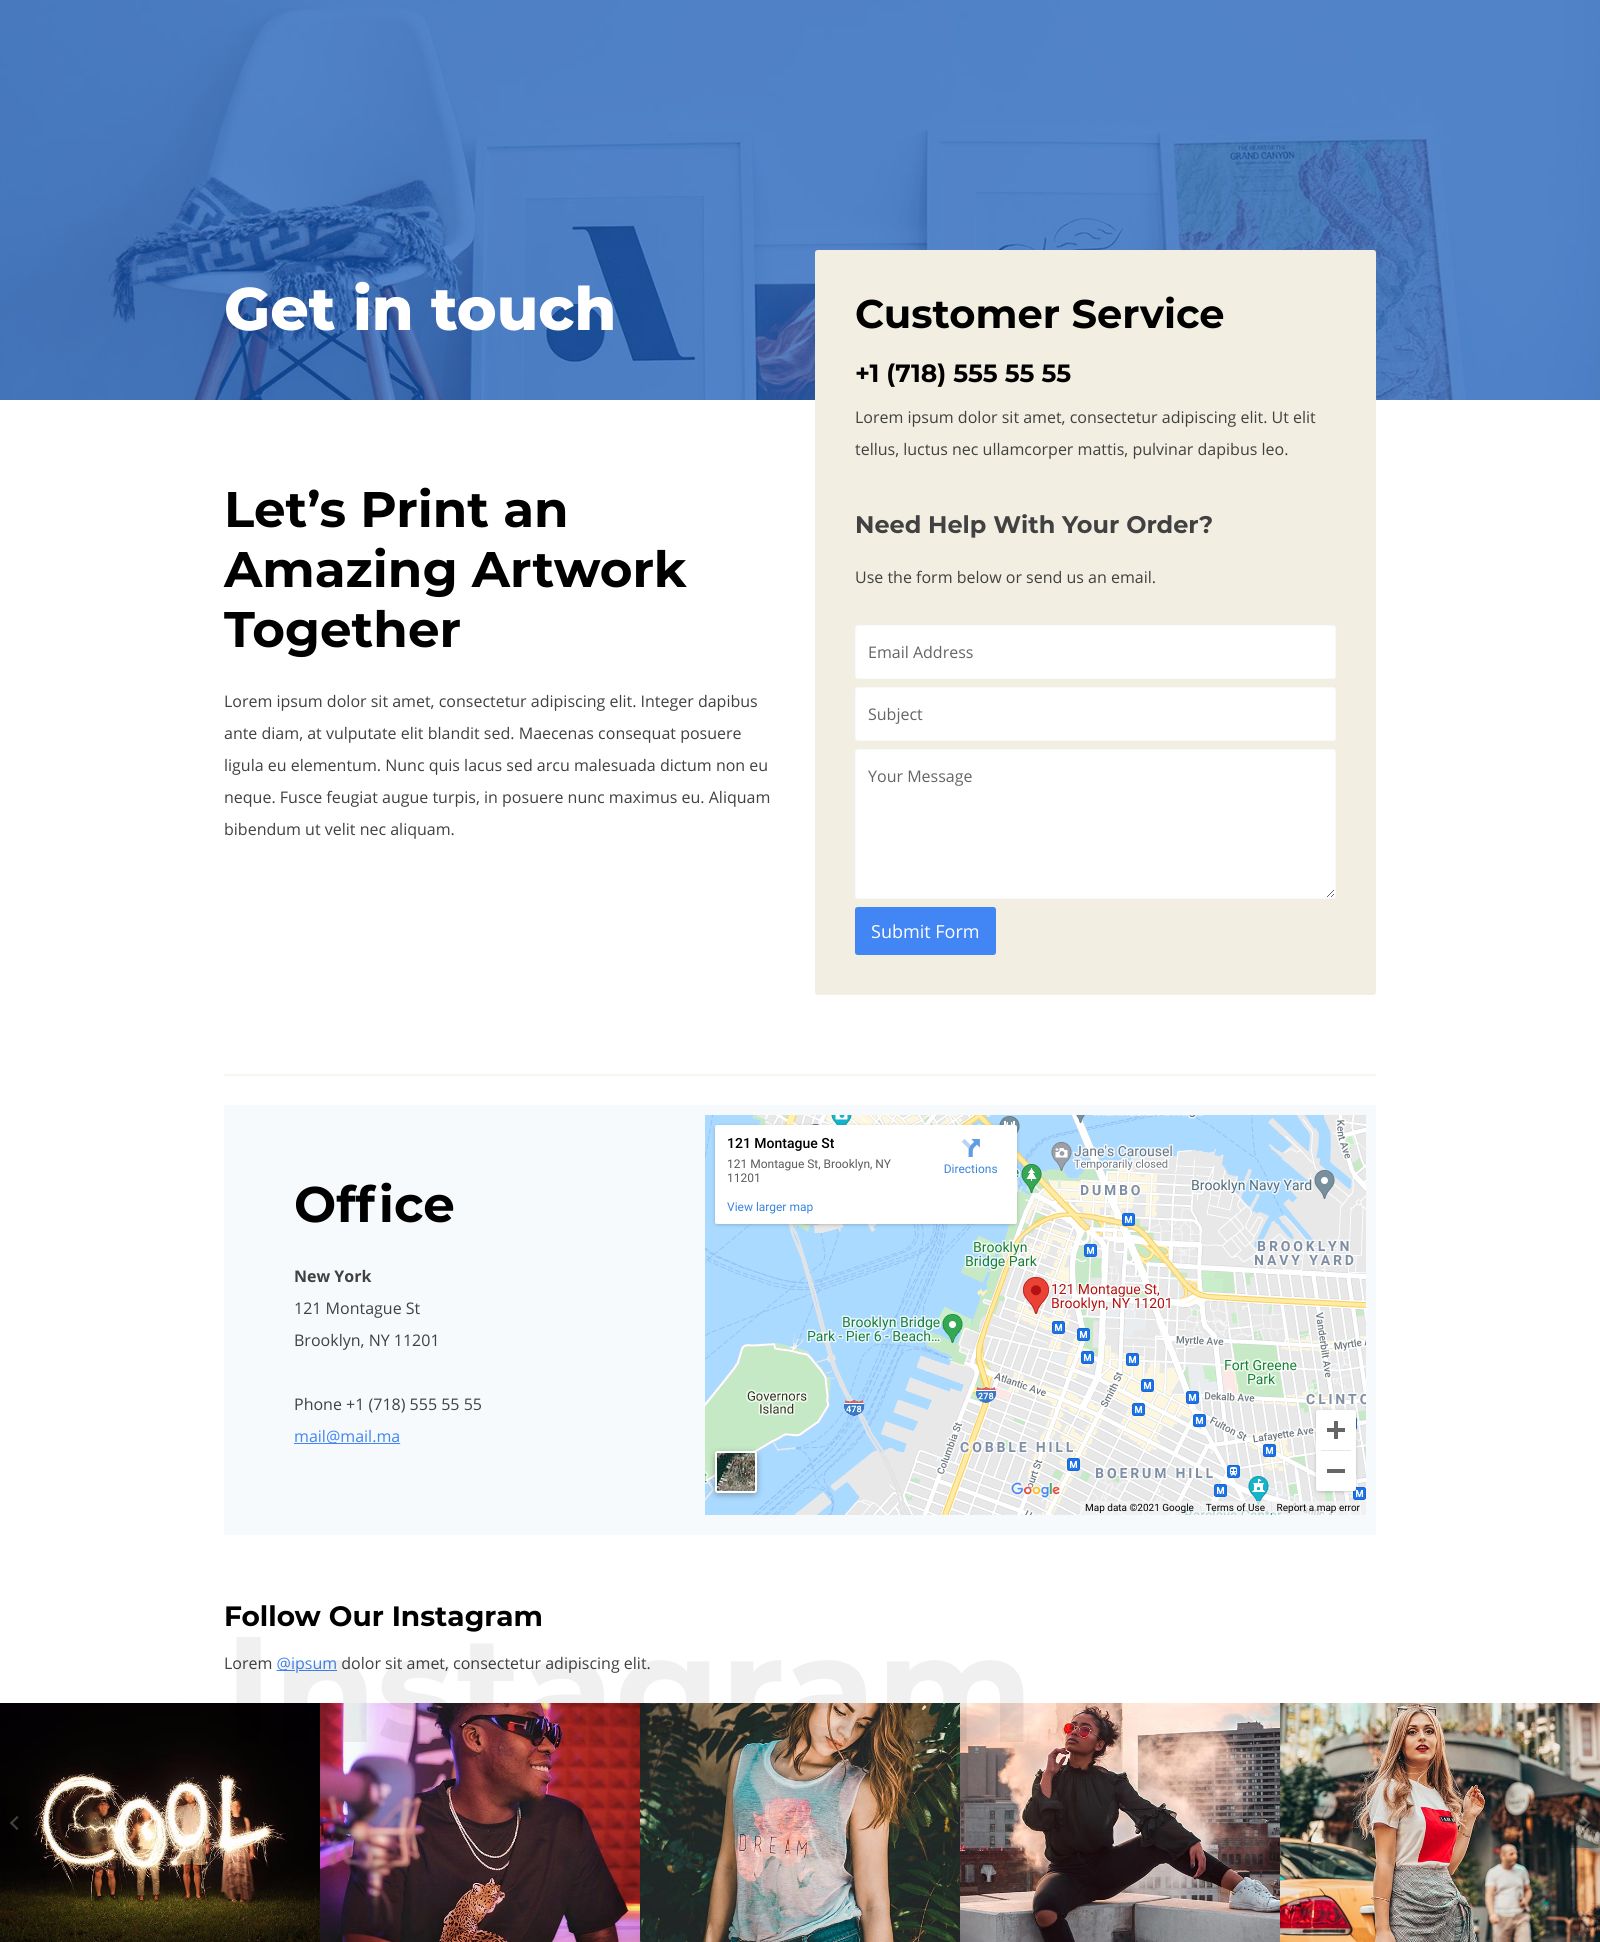 THE HEART OF THE
GRAND CANYON
Get in touch
Customer Service
+1 (718) 555 55 55
Lorem ipsum dolor sit amet, consectetur adipiscing elit. Ut elit
tellus, luctus nec ullamcorper mattis, pulvinar dapibus leo.
Need Help With Your Order?
Use the form below or send us an email.
Email Address
Subject
Your Message
Submit Form
Let’s Print an
Amazing Artwork
Together
Lorem ipsum dolor sit amet, consectetur adipiscing elit. Integer dapibus
ante diam, at vulputate elit blandit sed. Maecenas consequat posuere
ligula eu elementum. Nunc quis lacus sed arcu malesuada dictum non eu
neque. Fusce feugiat augue turpis, in posuere nunc maximus eu. Aliquam
bibendum ut velit nec aliquam.
Office
New York
121 Montague St
Brooklyn, NY 11201
Phone +1 (718) 555 55 55
mail@mail.ma
121 Montague St
121 Montague St, Brooklyn, NY
11201
Directions
View larger map
Jane's Carousel
Temporarily closed
Kent Ave
DUMBO
Brooklyn Navy Yard
Brooklyn
Bridge Park
BROOKLYN
NAVY YARD
121 Montague St,
Brooklyn, NY 11201
Brooklyn Bridge
Park - Pier 6 - Beach...
Myrtle Ave
Vanderbilt Ave
Myrtle
Fort Greene
Park
Governors
Island
478
278
Atlantic Ave
Smith St
Dekalb Ave
CLINTO
Fulton St
Lafayette Ave
Columbia St
COBBLE HILL
Court St
BOERUM HILL
Google
Map data ©2021 Google
Terms of Use
Report a map error
Follow Our Instagram
Instagram
Lorem @ipsum dolor sit amet, consectetur adipiscing elit.
COOL
DREAM